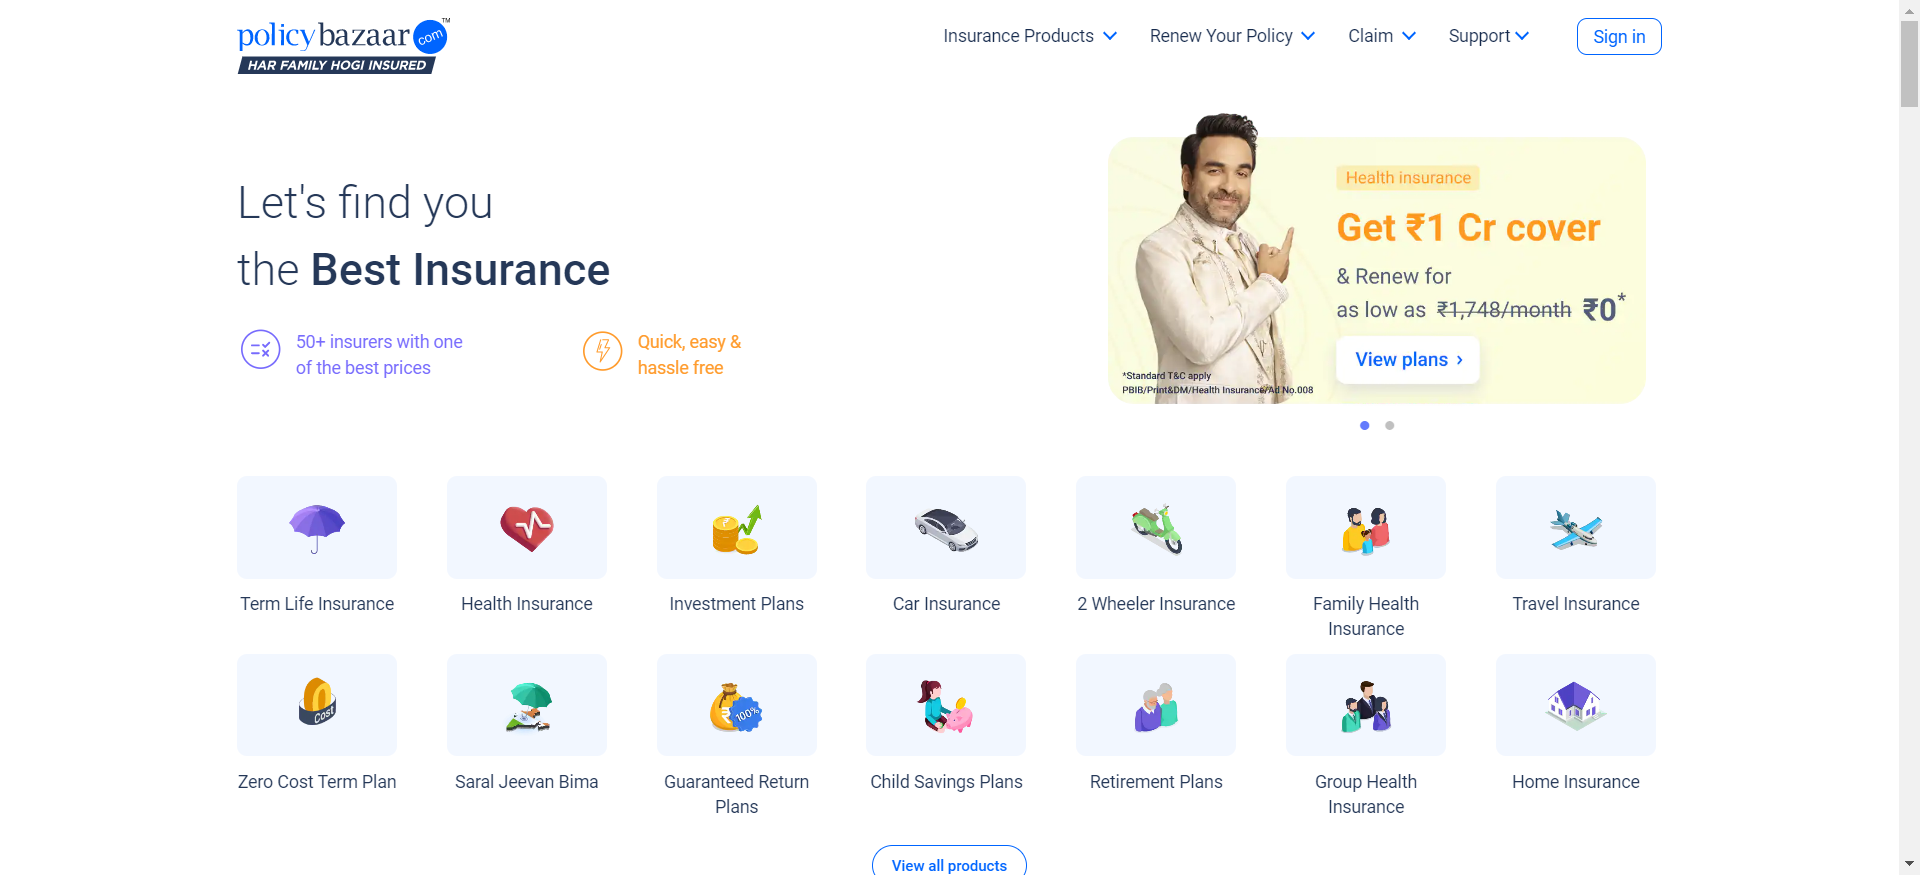 policybazaar com ™
HAR FAMILY HOGI INSURED
Insurance Products
Renew Your Policy
Claim
Support
Sign in
Let's find you
the Best Insurance
50+ insurers with one
of the best prices
Quick, easy &
hassle free
Health insurance
Get ₹1 Cr cover
& Renew for
as low as ₹1,748/month ₹0*
View plans ›
*Standard T&C apply
PBIB/Print&DM/Health Insurance/Ad No.008
Term Life Insurance
Health Insurance
Investment Plans
Car Insurance
2 Wheeler Insurance
Family Health
Insurance
Travel Insurance
Cost
100%
Zero Cost Term Plan
Saral Jeevan Bima
Guaranteed Return
Plans
Child Savings Plans
Retirement Plans
Group Health
Insurance
Home Insurance
View all products